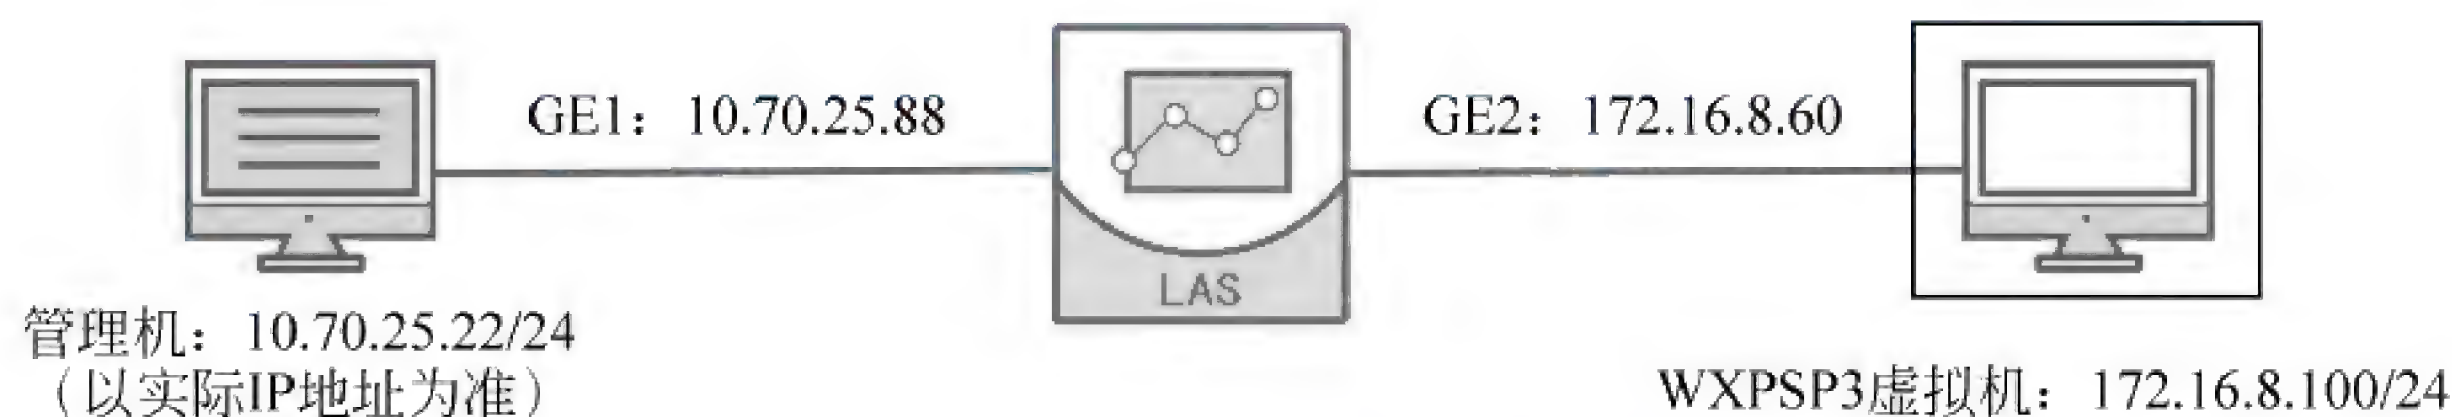 GE1：10.70.25.88
GE2：172.16.8.60
LAS
管理机：10.70.25.22/24
（以实际IP地址为准）
WXPSP3虚拟机：172.16.8.100/24